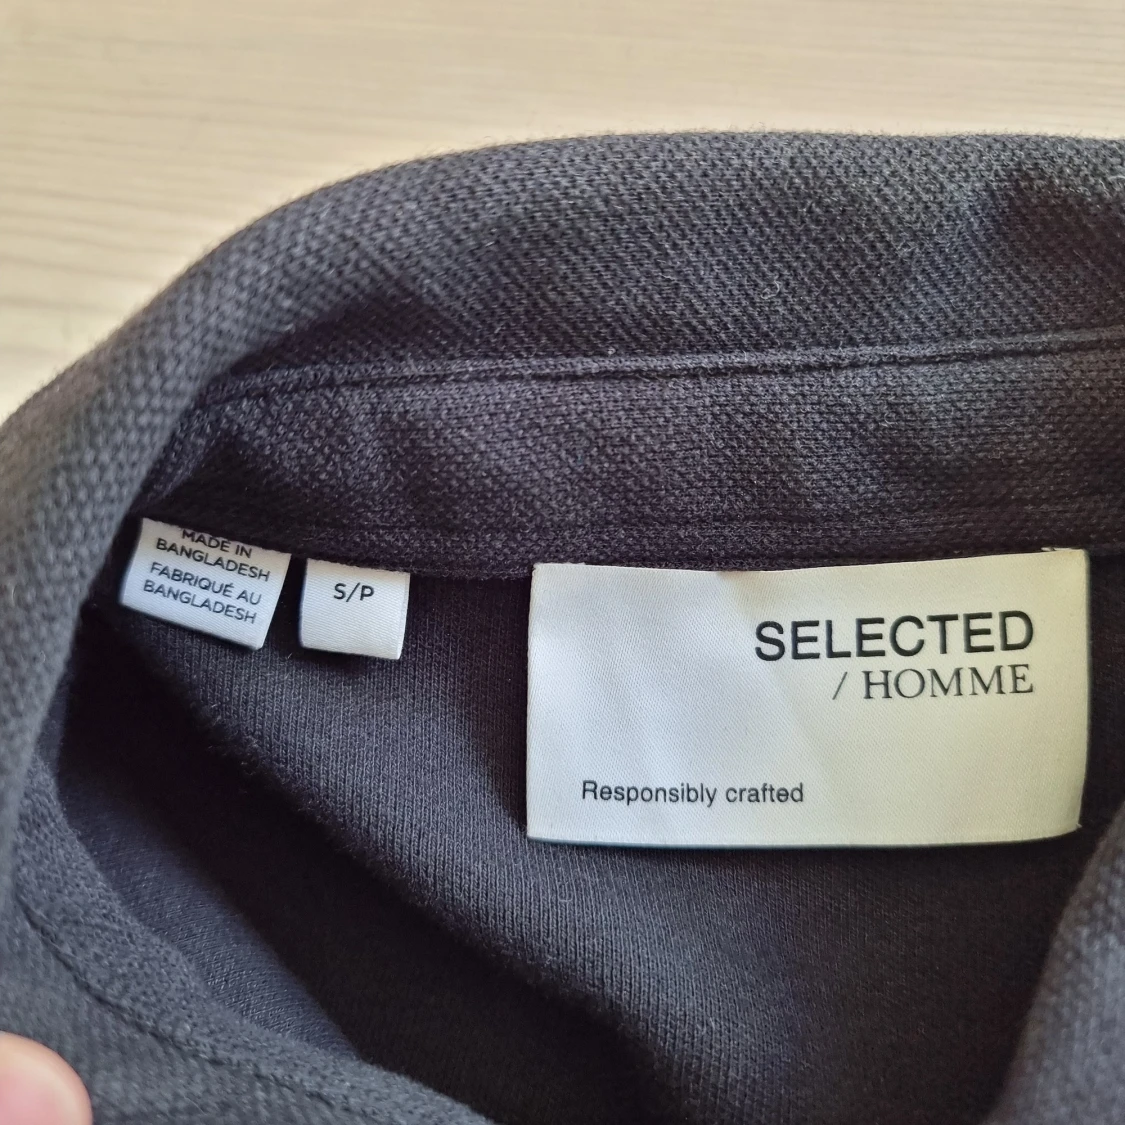 MADE IN
BANGLADESH
FABRIQUÉ AU
BANGLADESH
S/P
SELECTED
/ HOMME
Responsibly crafted